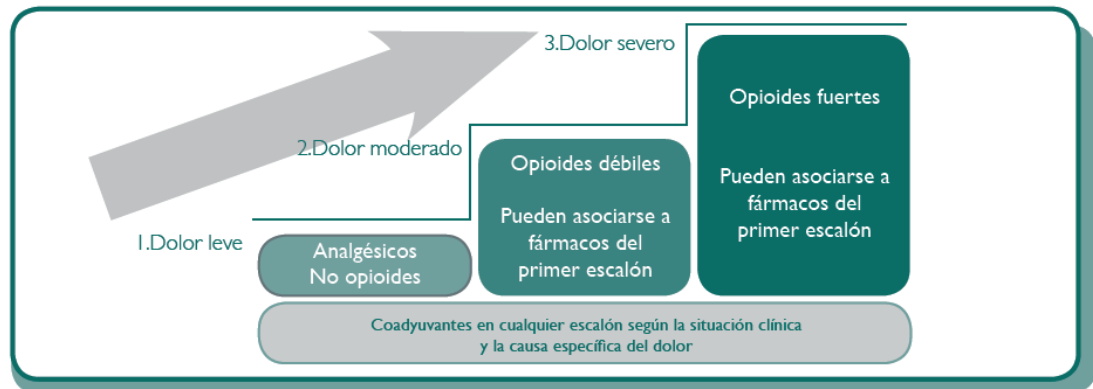 1.Dolor leve
Analgésicos
No opioides
2.Dolor moderado
Opioides débiles
Pueden asociarse a
fármacos del
primer escalón
3.Dolor severo
Opioides fuertes
Pueden asociarse a
fármacos del
primer escalón
Coadyuvantes en cualquier escalón según la situación clínica
y la causa específica del dolor